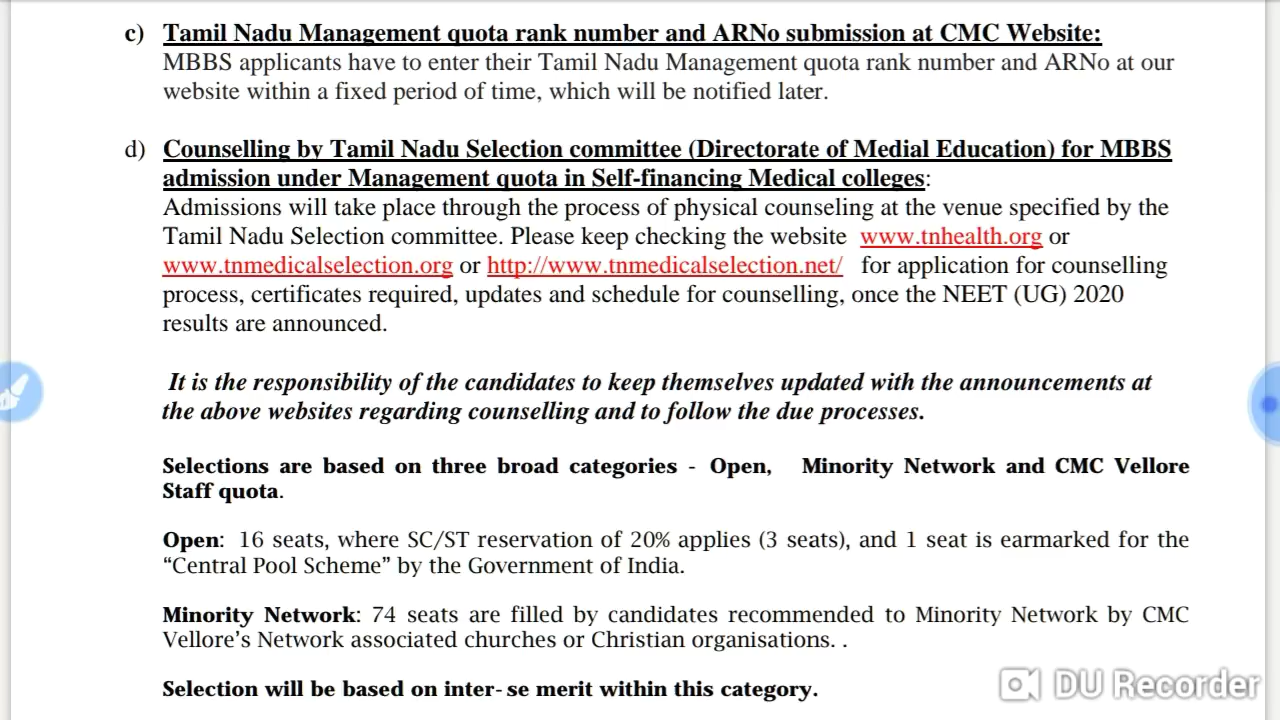 c) Tamil Nadu Management quota rank number and ARNo submission at CMC Website:
MBBS applicants have to enter their Tamil Nadu Management quota rank number and ARNo at our
website within a fixed period of time, which will be notified later.
d) Counselling by Tamil Nadu Selection committee (Directorate of Medial Education) for MBBS
admission under Management quota in Self-financing Medical colleges:
Admissions will take place through the process of physical counseling at the venue specified by the
Tamil Nadu Selection committee. Please keep checking the website www.tnhealth.org or
www.tnmedicalselection.org or http://www.tnmedicalselection.net/ for application for counselling
process, certificates required, updates and schedule for counselling, once the NEET (UG) 2020
results are announced.
It is the responsibility of the candidates to keep themselves updated with the announcements at
the above websites regarding counselling and to follow the due processes.
Selections are based on three broad categories - Open, Minority Network and CMC Vellore
Staff quota.
Open: 16 seats, where SC/ST reservation of 20% applies (3 seats), and 1 seat is earmarked for the
“Central Pool Scheme” by the Government of India.
Minority Network: 74 seats are filled by candidates recommended to Minority Network by CMC
Vellore’s Network associated churches or Christian organisations. .
Selection will be based on inter- se merit within this category.
DU Recorder